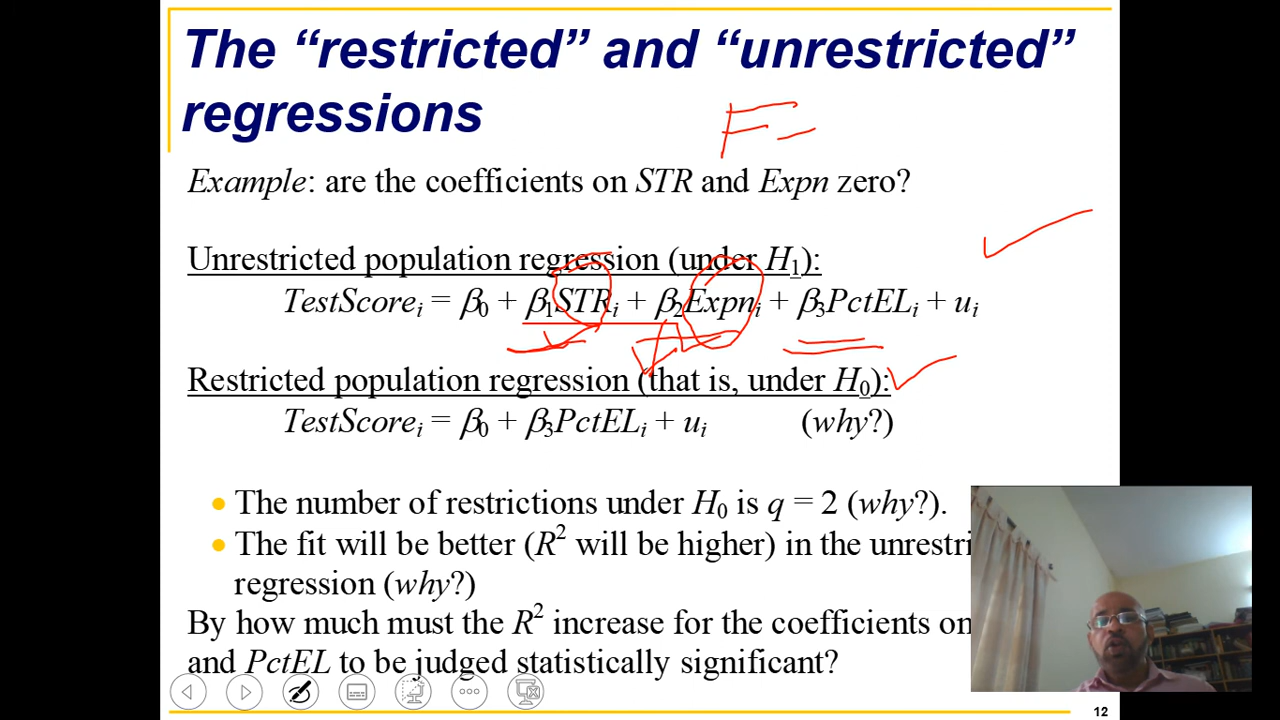 The “restricted” and “unrestricted”
regressions
F =
Example: are the coefficients on STR and Expn zero?
Unrestricted population regression (under H₁):
TestScoreᵢ = β₀ + β₁STRᵢ + β₂Expnᵢ + β₃PctELᵢ + uᵢ
Restricted population regression (that is, under H₀):
TestScoreᵢ = β₀ + β₃PctELᵢ + uᵢ (why?)
• The number of restrictions under H₀ is q = 2 (why?).
• The fit will be better (R² will be higher) in the
regression (why?)
By how much must the R² increase for the coefficients on
and PctEL to be judged statistically significant?
12